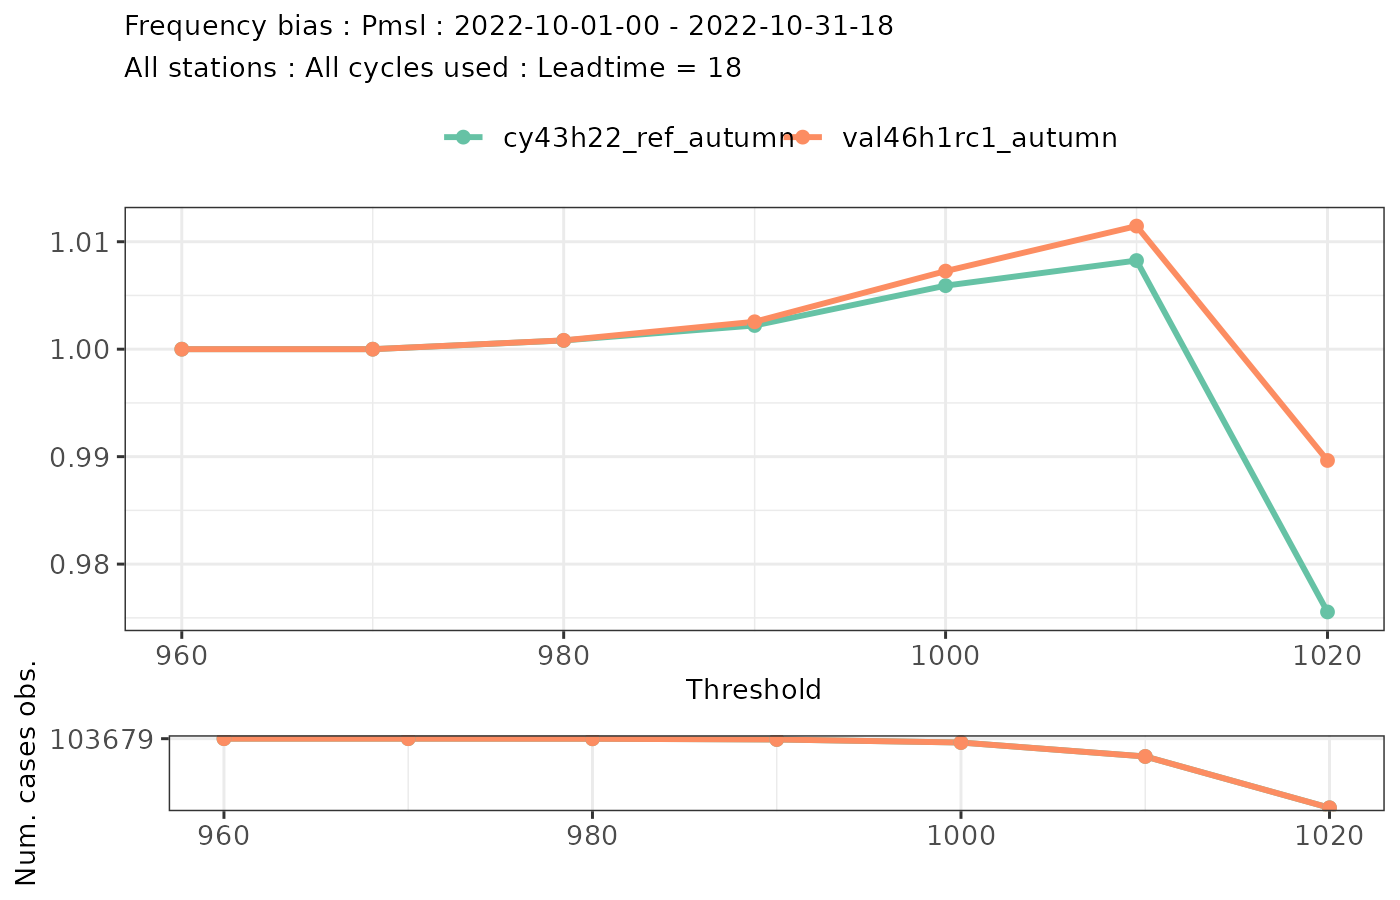 Frequency bias : Pmsl : 2022-10-01-00 - 2022-10-31-18
All stations : All cycles used : Leadtime = 18
cy43h22_ref_autumn val46h1rc1_autumn
1.01
1.00
0.99
0.98
960 980 1000 1020
Threshold
Num. cases obs.
103679
960 980 1000 1020